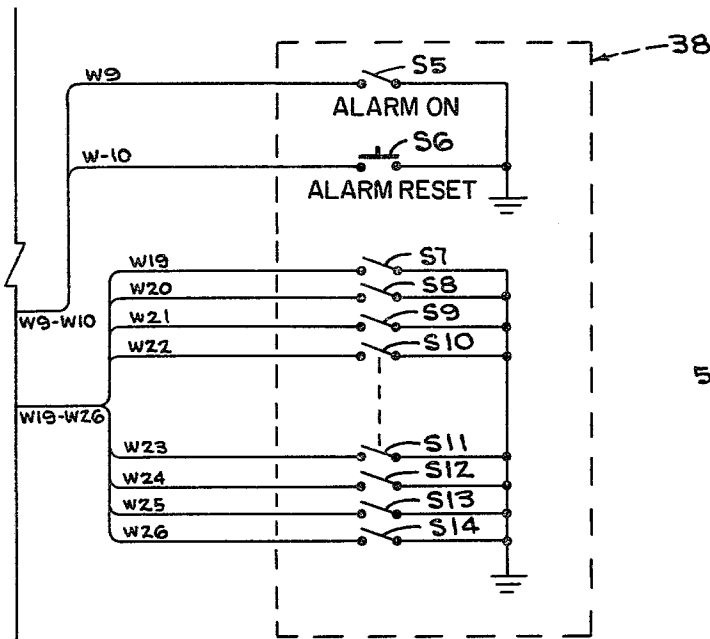 38
W9
S5
ALARM ON
W-10
S6
ALARM RESET
W19
S7
W20
S8
W21
S9
W9-W10
W22
S10
5
W19-W26
W23
S11
W24
S12
W25
S13
W26
S14